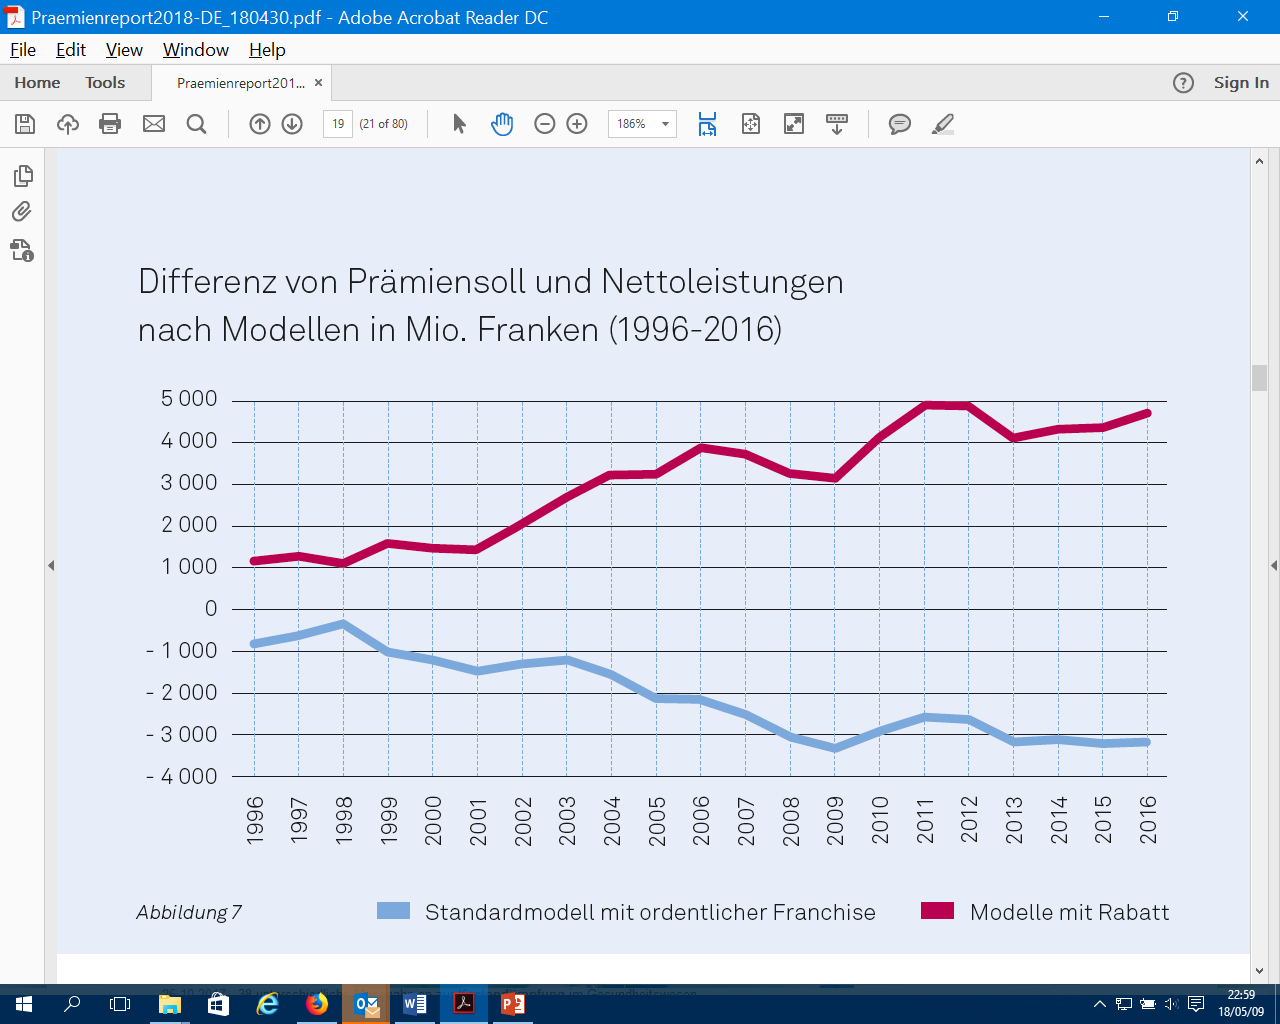 Praemienreport2018-DE_180430.pdf - Adobe Acrobat Reader DC
File Edit View Window Help
Home Tools Praemienreport201... × Sign In
19 (21 of 80) 186%
Differenz von Prämiensoll und Nettoleistungen
nach Modellen in Mio. Franken (1996-2016)
5 000
4 000
3 000
2 000
1 000
0
- 1 000
- 2 000
- 3 000
- 4 000
1996 1997 1998 1999 2000 2001 2002 2003 2004 2005 2006 2007 2008 2009 2010 2011 2012 2013 2014 2015 2016
Abbildung 7 Standardmodell mit ordentlicher Franchise Modelle mit Rabatt
22:59
18/05/09